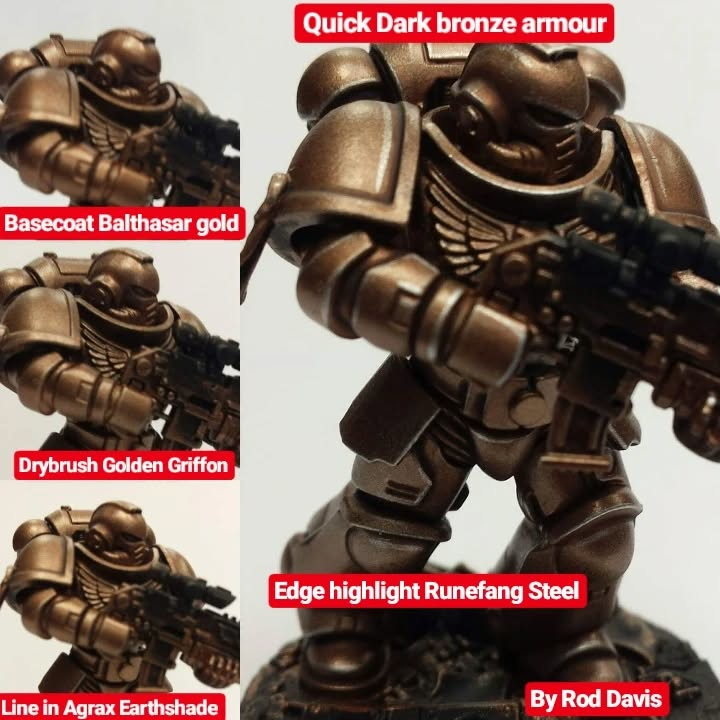 Quick Dark bronze armour
Basecoat Balthasar gold
Drybrush Golden Griffon
Line in Agrax Earthshade
Edge highlight Runefang Steel
By Rod Davis